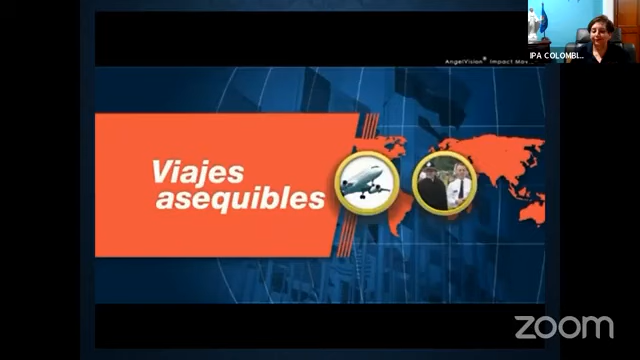 IPA COLOMBI...
AngelVision® Impact Mov
Viajes
asequibles
zoom